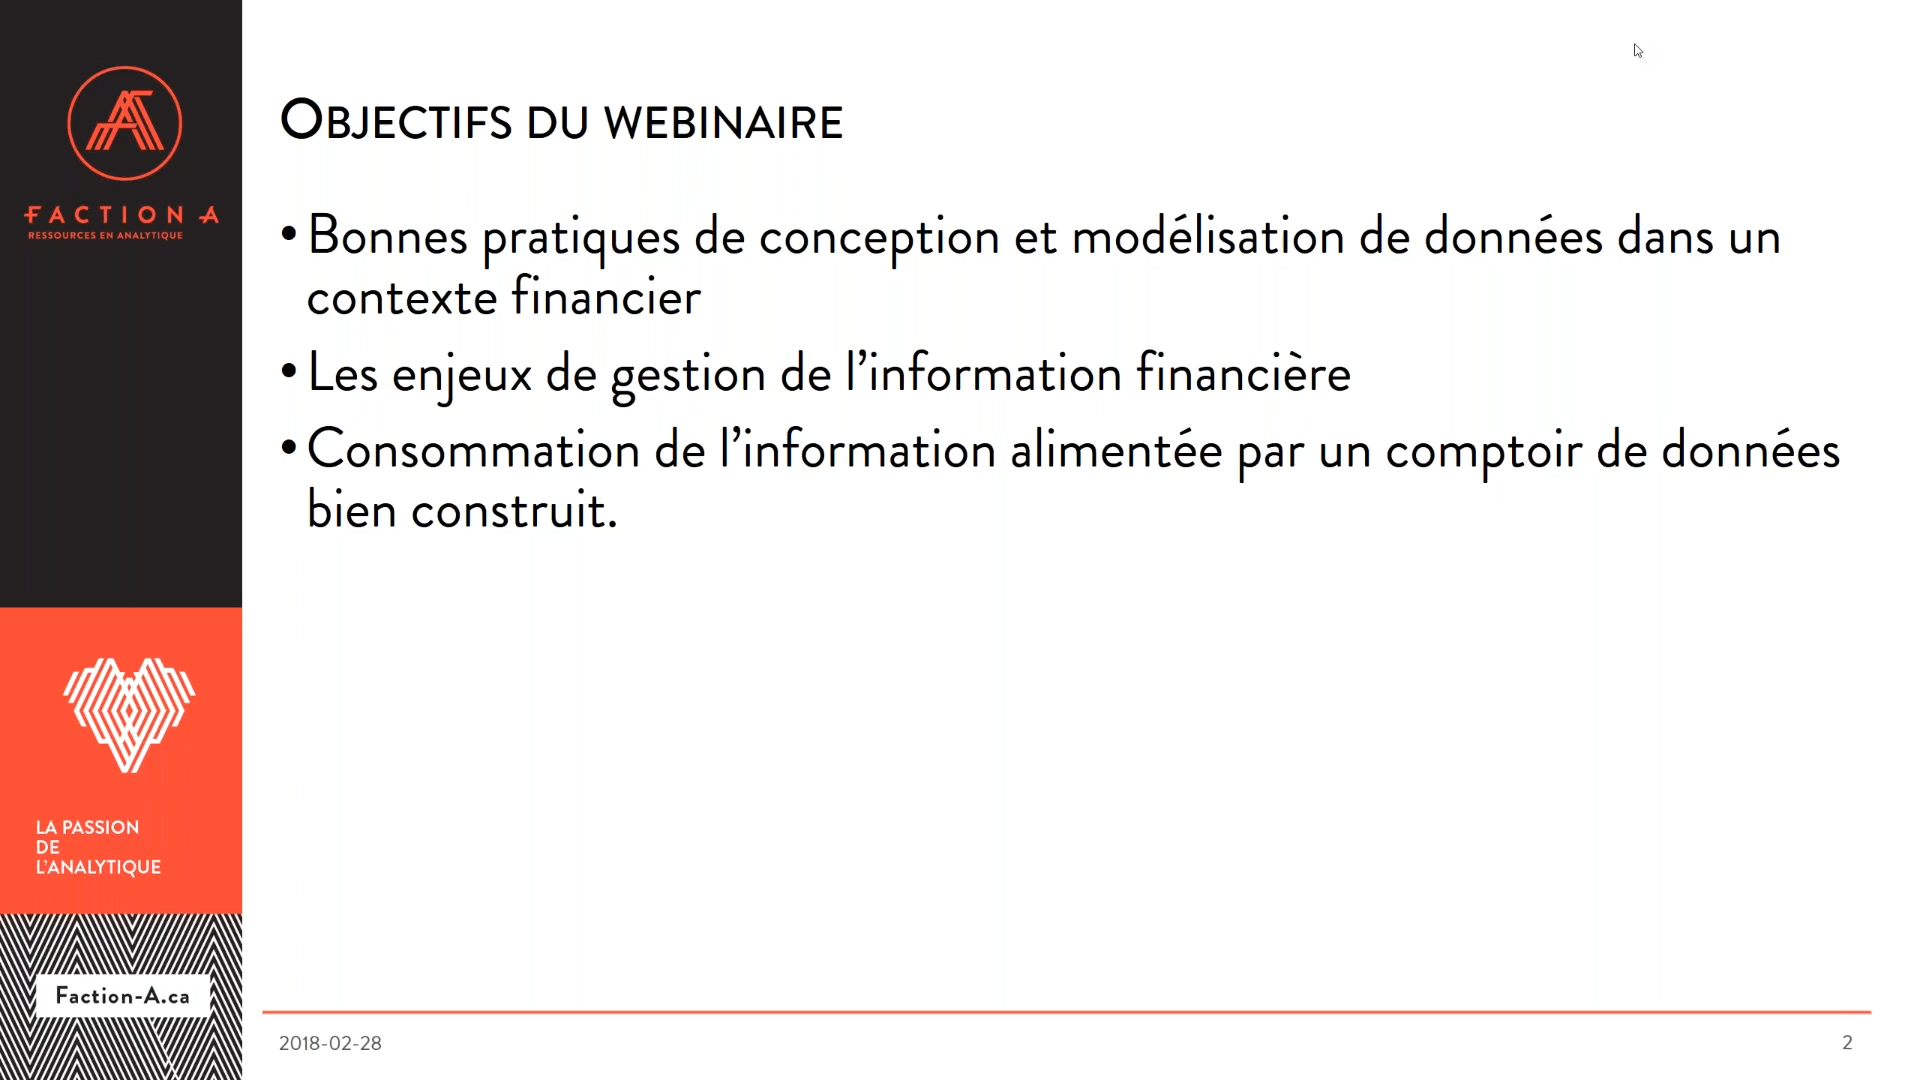 FACTION A
RESSOURCES EN ANALYTIQUE
OBJECTIFS DU WEBINAIRE
• Bonnes pratiques de conception et modélisation de données dans un
contexte financier
• Les enjeux de gestion de l’information financière
• Consommation de l’information alimentée par un comptoir de données
bien construit.
LA PASSION
DE
L’ANALYTIQUE
Faction-A.ca
2018-02-28
2